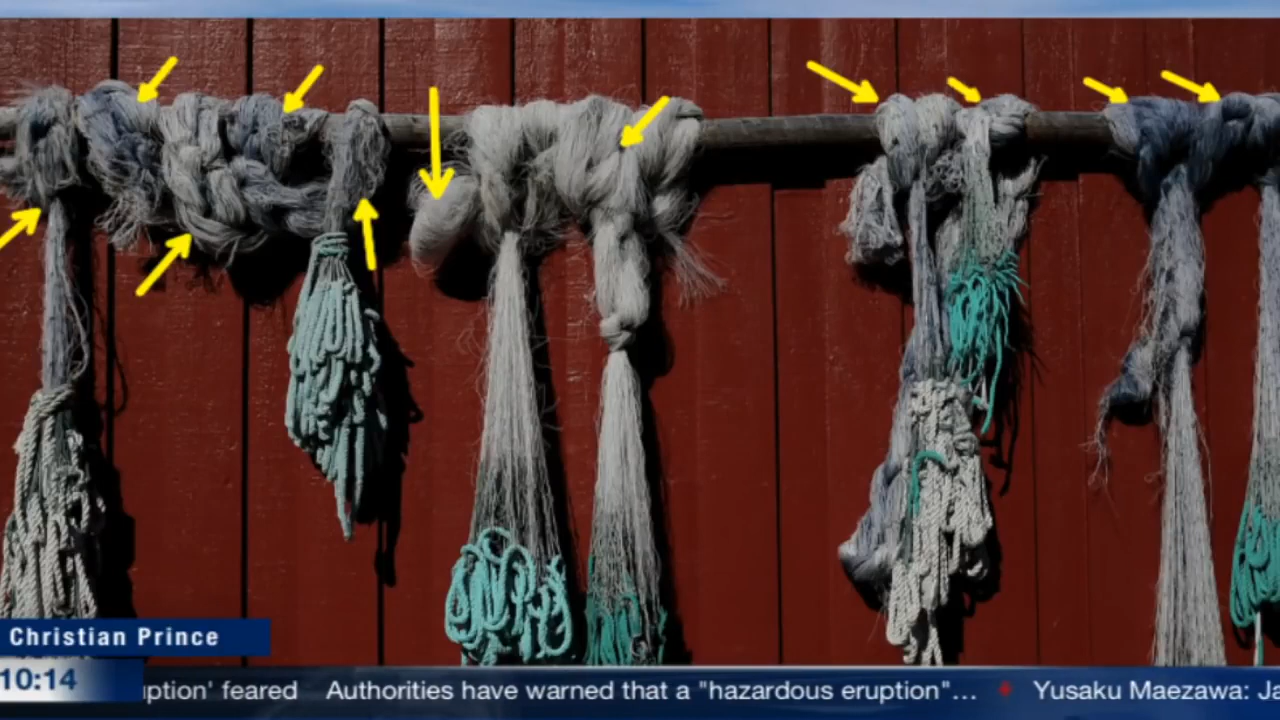 Christian Prince
10:14
uption' feared Authorities have warned that a "hazardous eruption"... Yusaku Maezawa: Ja